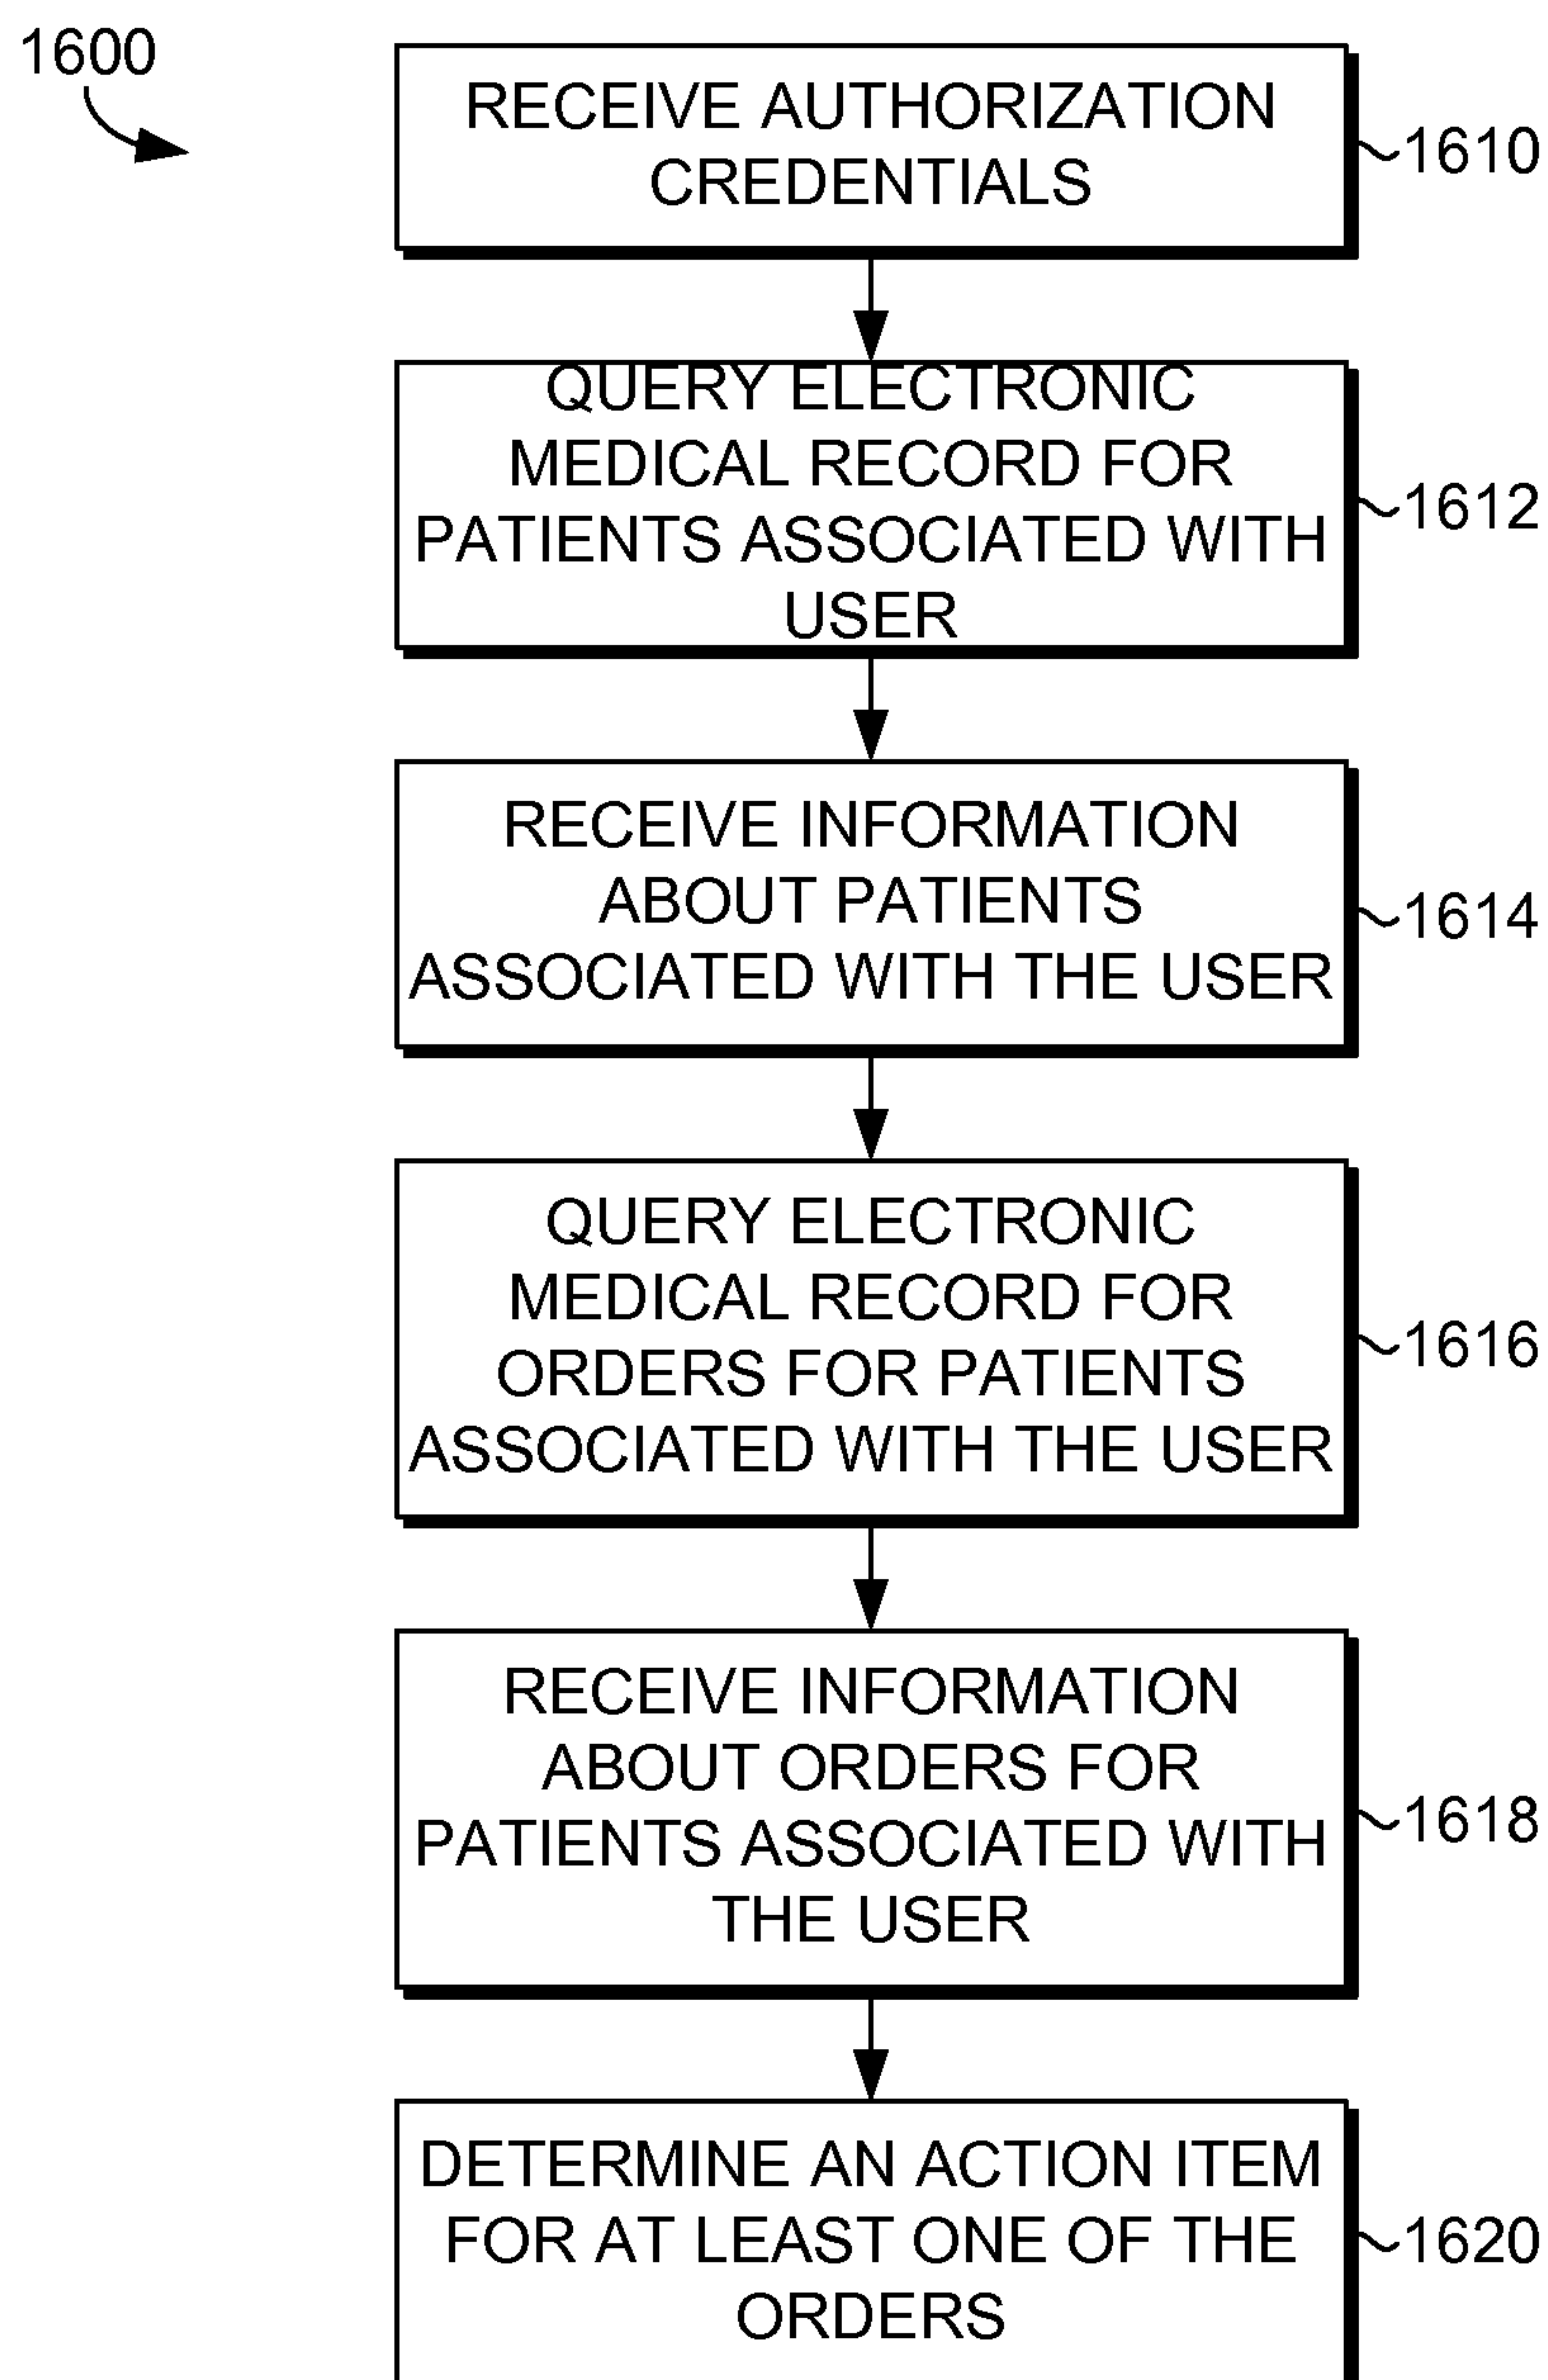 1600
RECEIVE AUTHORIZATION
CREDENTIALS
1610
QUERY ELECTRONIC
MEDICAL RECORD FOR
PATIENTS ASSOCIATED WITH
USER
1612
RECEIVE INFORMATION
ABOUT PATIENTS
ASSOCIATED WITH THE USER
1614
QUERY ELECTRONIC
MEDICAL RECORD FOR
ORDERS FOR PATIENTS
ASSOCIATED WITH THE USER
1616
RECEIVE INFORMATION
ABOUT ORDERS FOR
PATIENTS ASSOCIATED WITH
THE USER
1618
DETERMINE AN ACTION ITEM
FOR AT LEAST ONE OF THE
ORDERS
1620